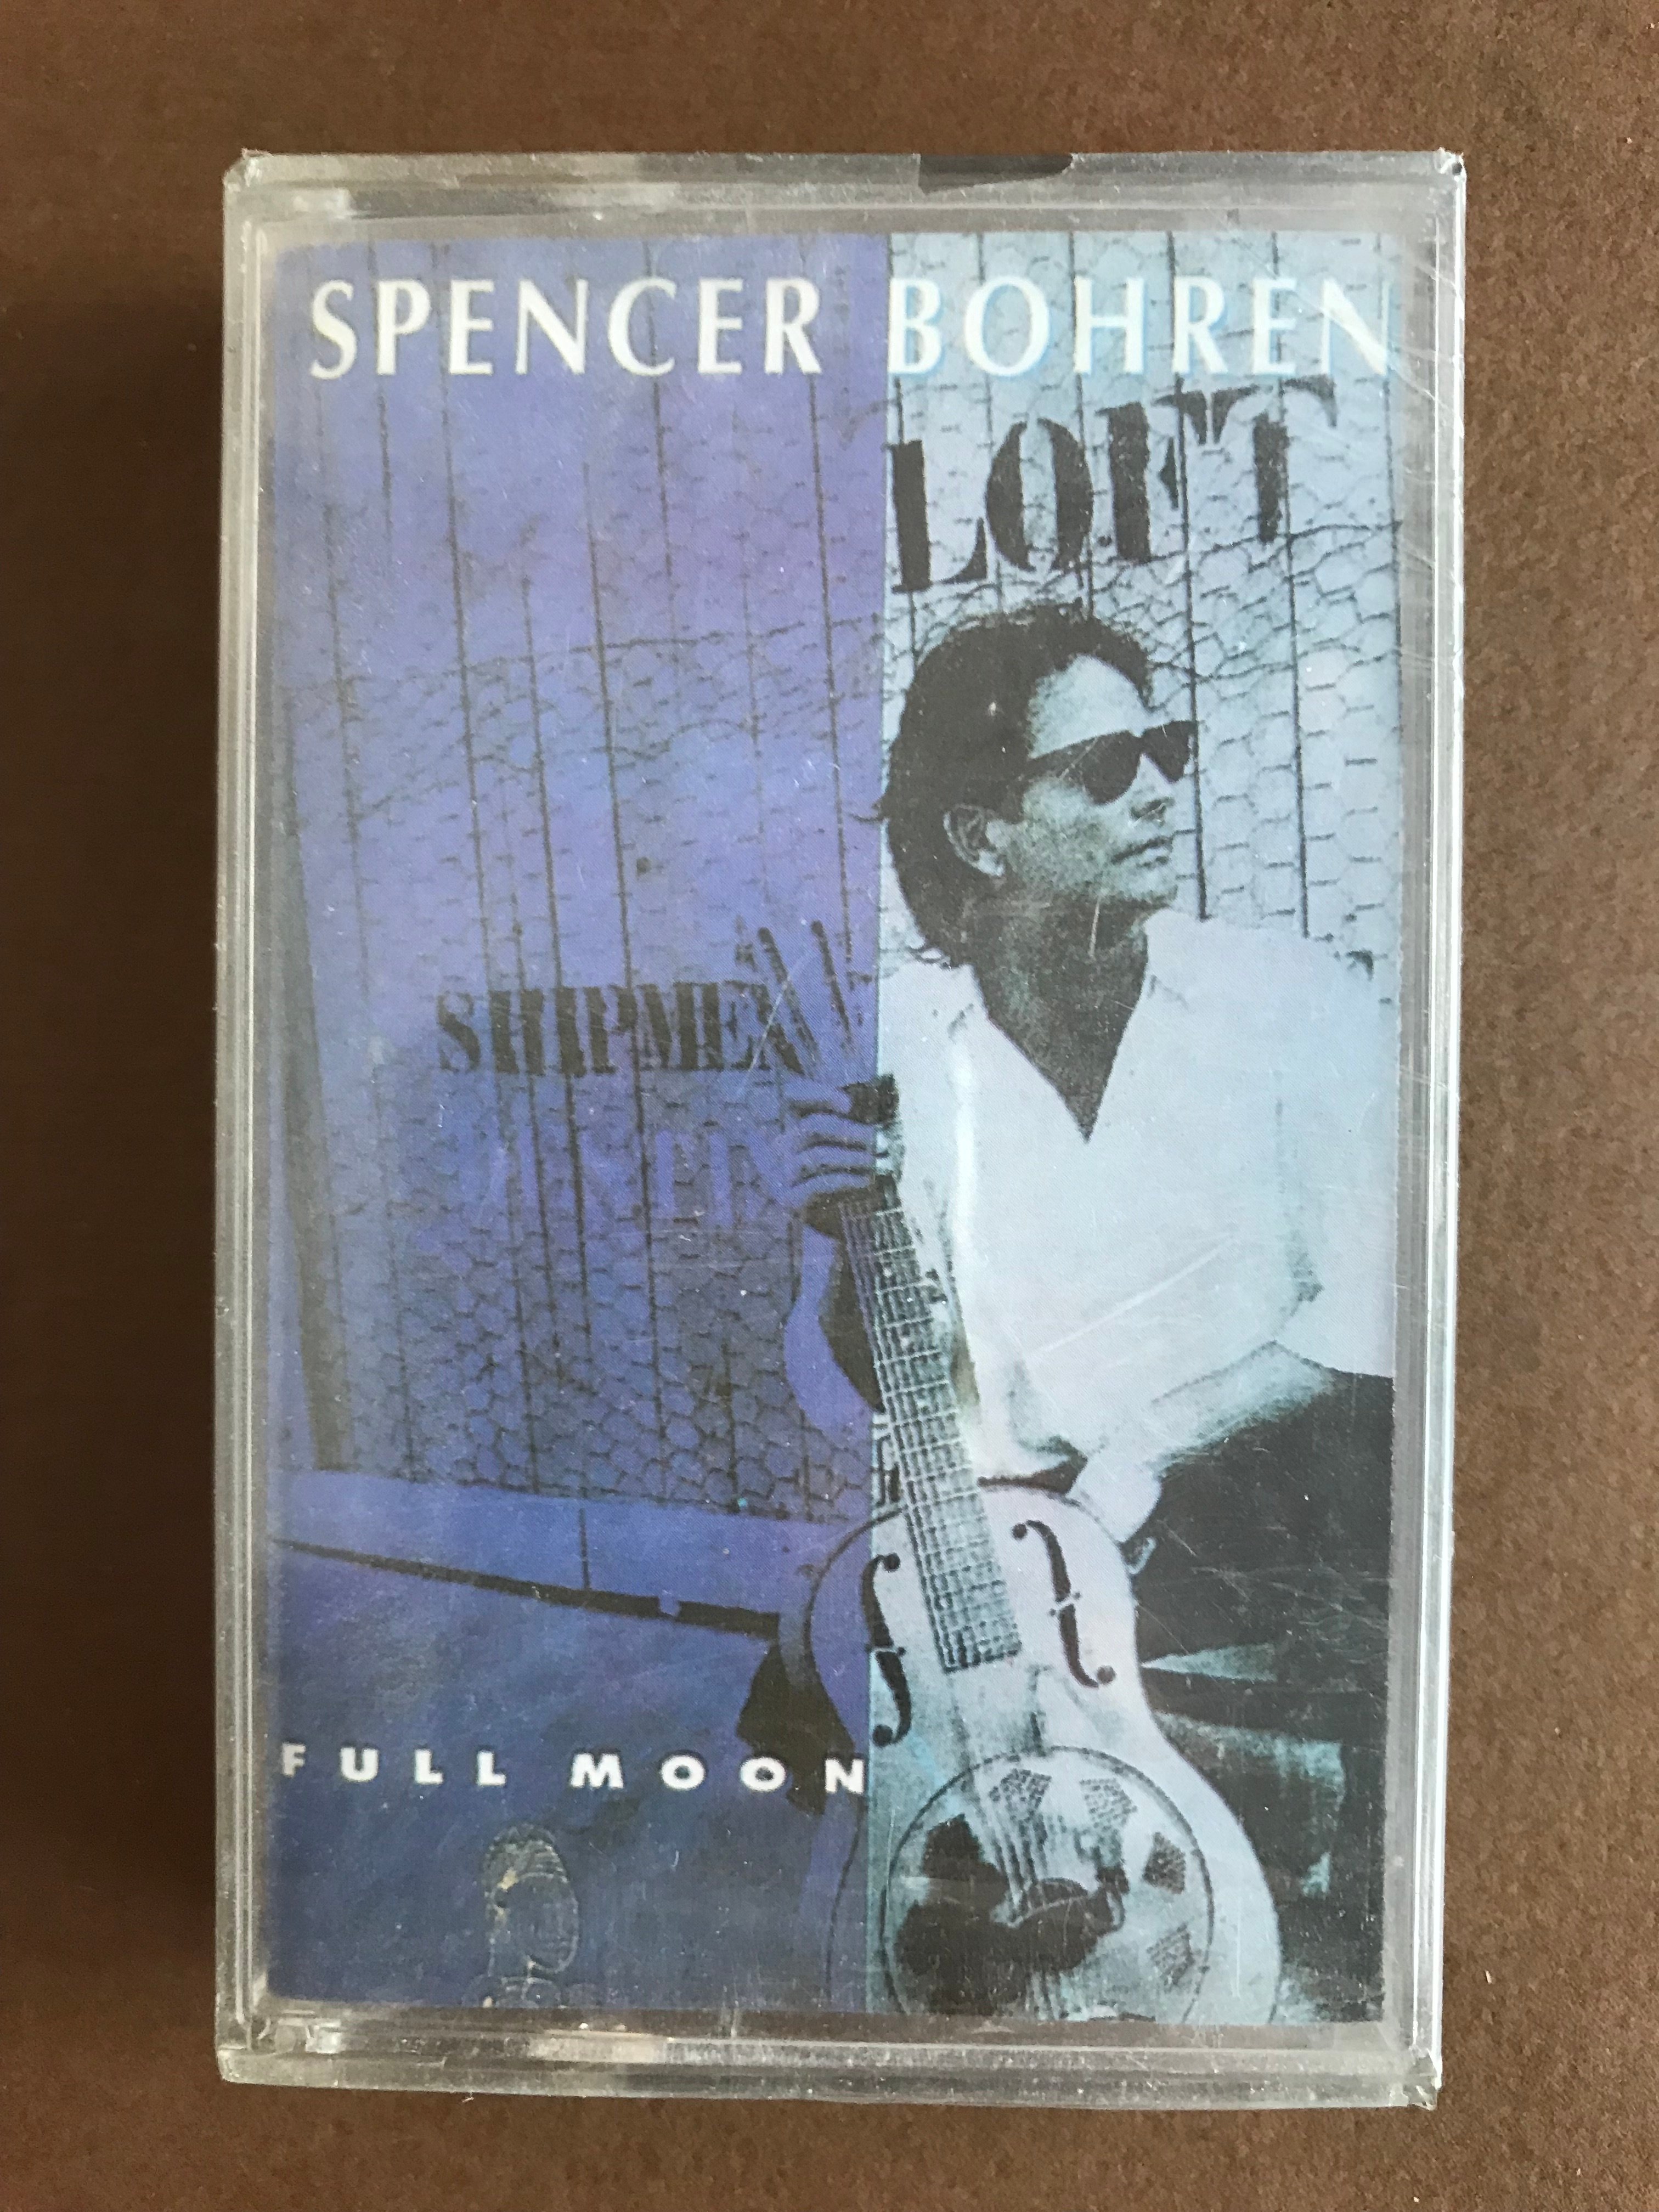 SPENCER BOHREN
LOFT
SHIPMEN
FULL MOON